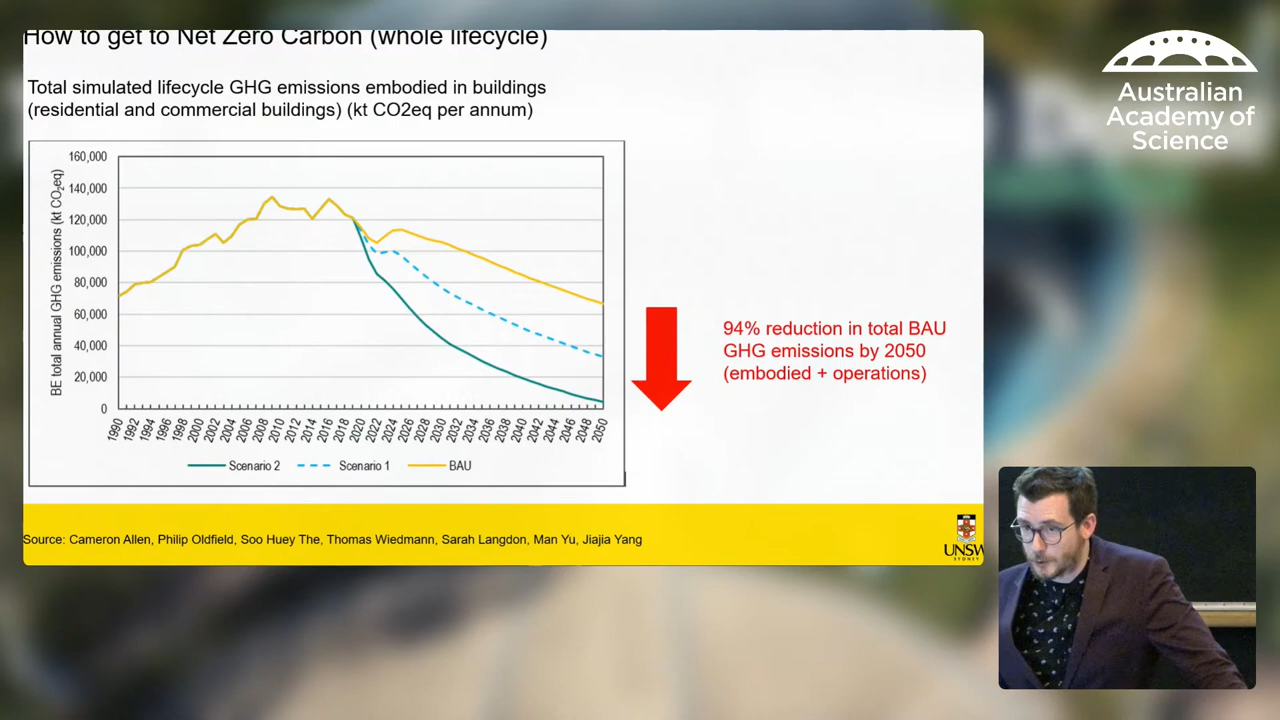 How to get to Net Zero Carbon (whole lifecycle)
Total simulated lifecycle GHG emissions embodied in buildings
(residential and commercial buildings) (kt CO2eq per annum)
BE total annual GHG emissions (kt CO2eq)
160,000
140,000
120,000
100,000
80,000
60,000
40,000
20,000
0
1990
1992
1994
1996
1998
2000
2002
2004
2006
2008
2010
2012
2014
2016
2018
2020
2022
2024
2026
2028
2030
2032
2034
2036
2038
2040
2042
2044
2046
2048
2050
Scenario 2
Scenario 1
BAU
94% reduction in total BAU
GHG emissions by 2050
(embodied + operations)
Source: Cameron Allen, Philip Oldfield, Soo Huey The, Thomas Wiedmann, Sarah Langdon, Man Yu, Jiajia Yang
UNSW
SYDNEY
Australian
Academy of
Science